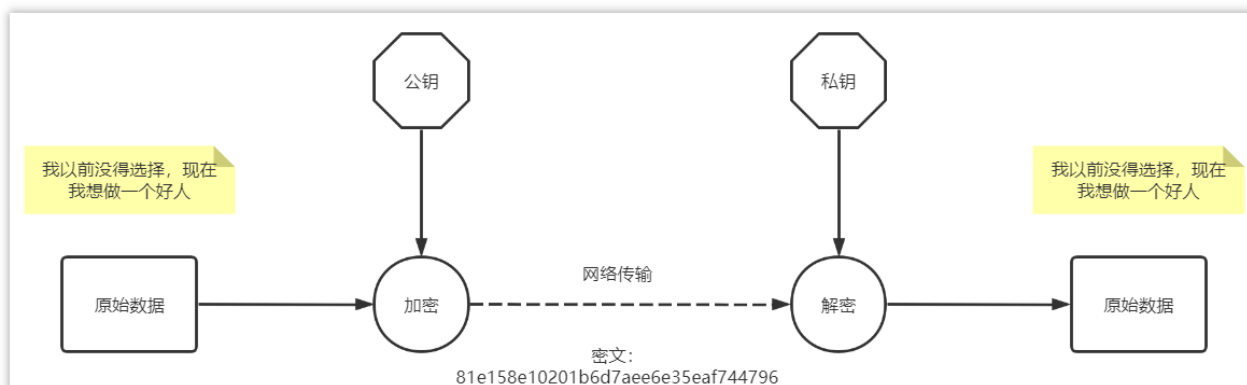 公钥
私钥
我以前没得选择，现在
我想做一个好人
我以前没得选择，现在
我想做一个好人
原始数据
加密
网络传输
解密
原始数据
密文：
81e158e10201b6d7aee6e35eaf744796